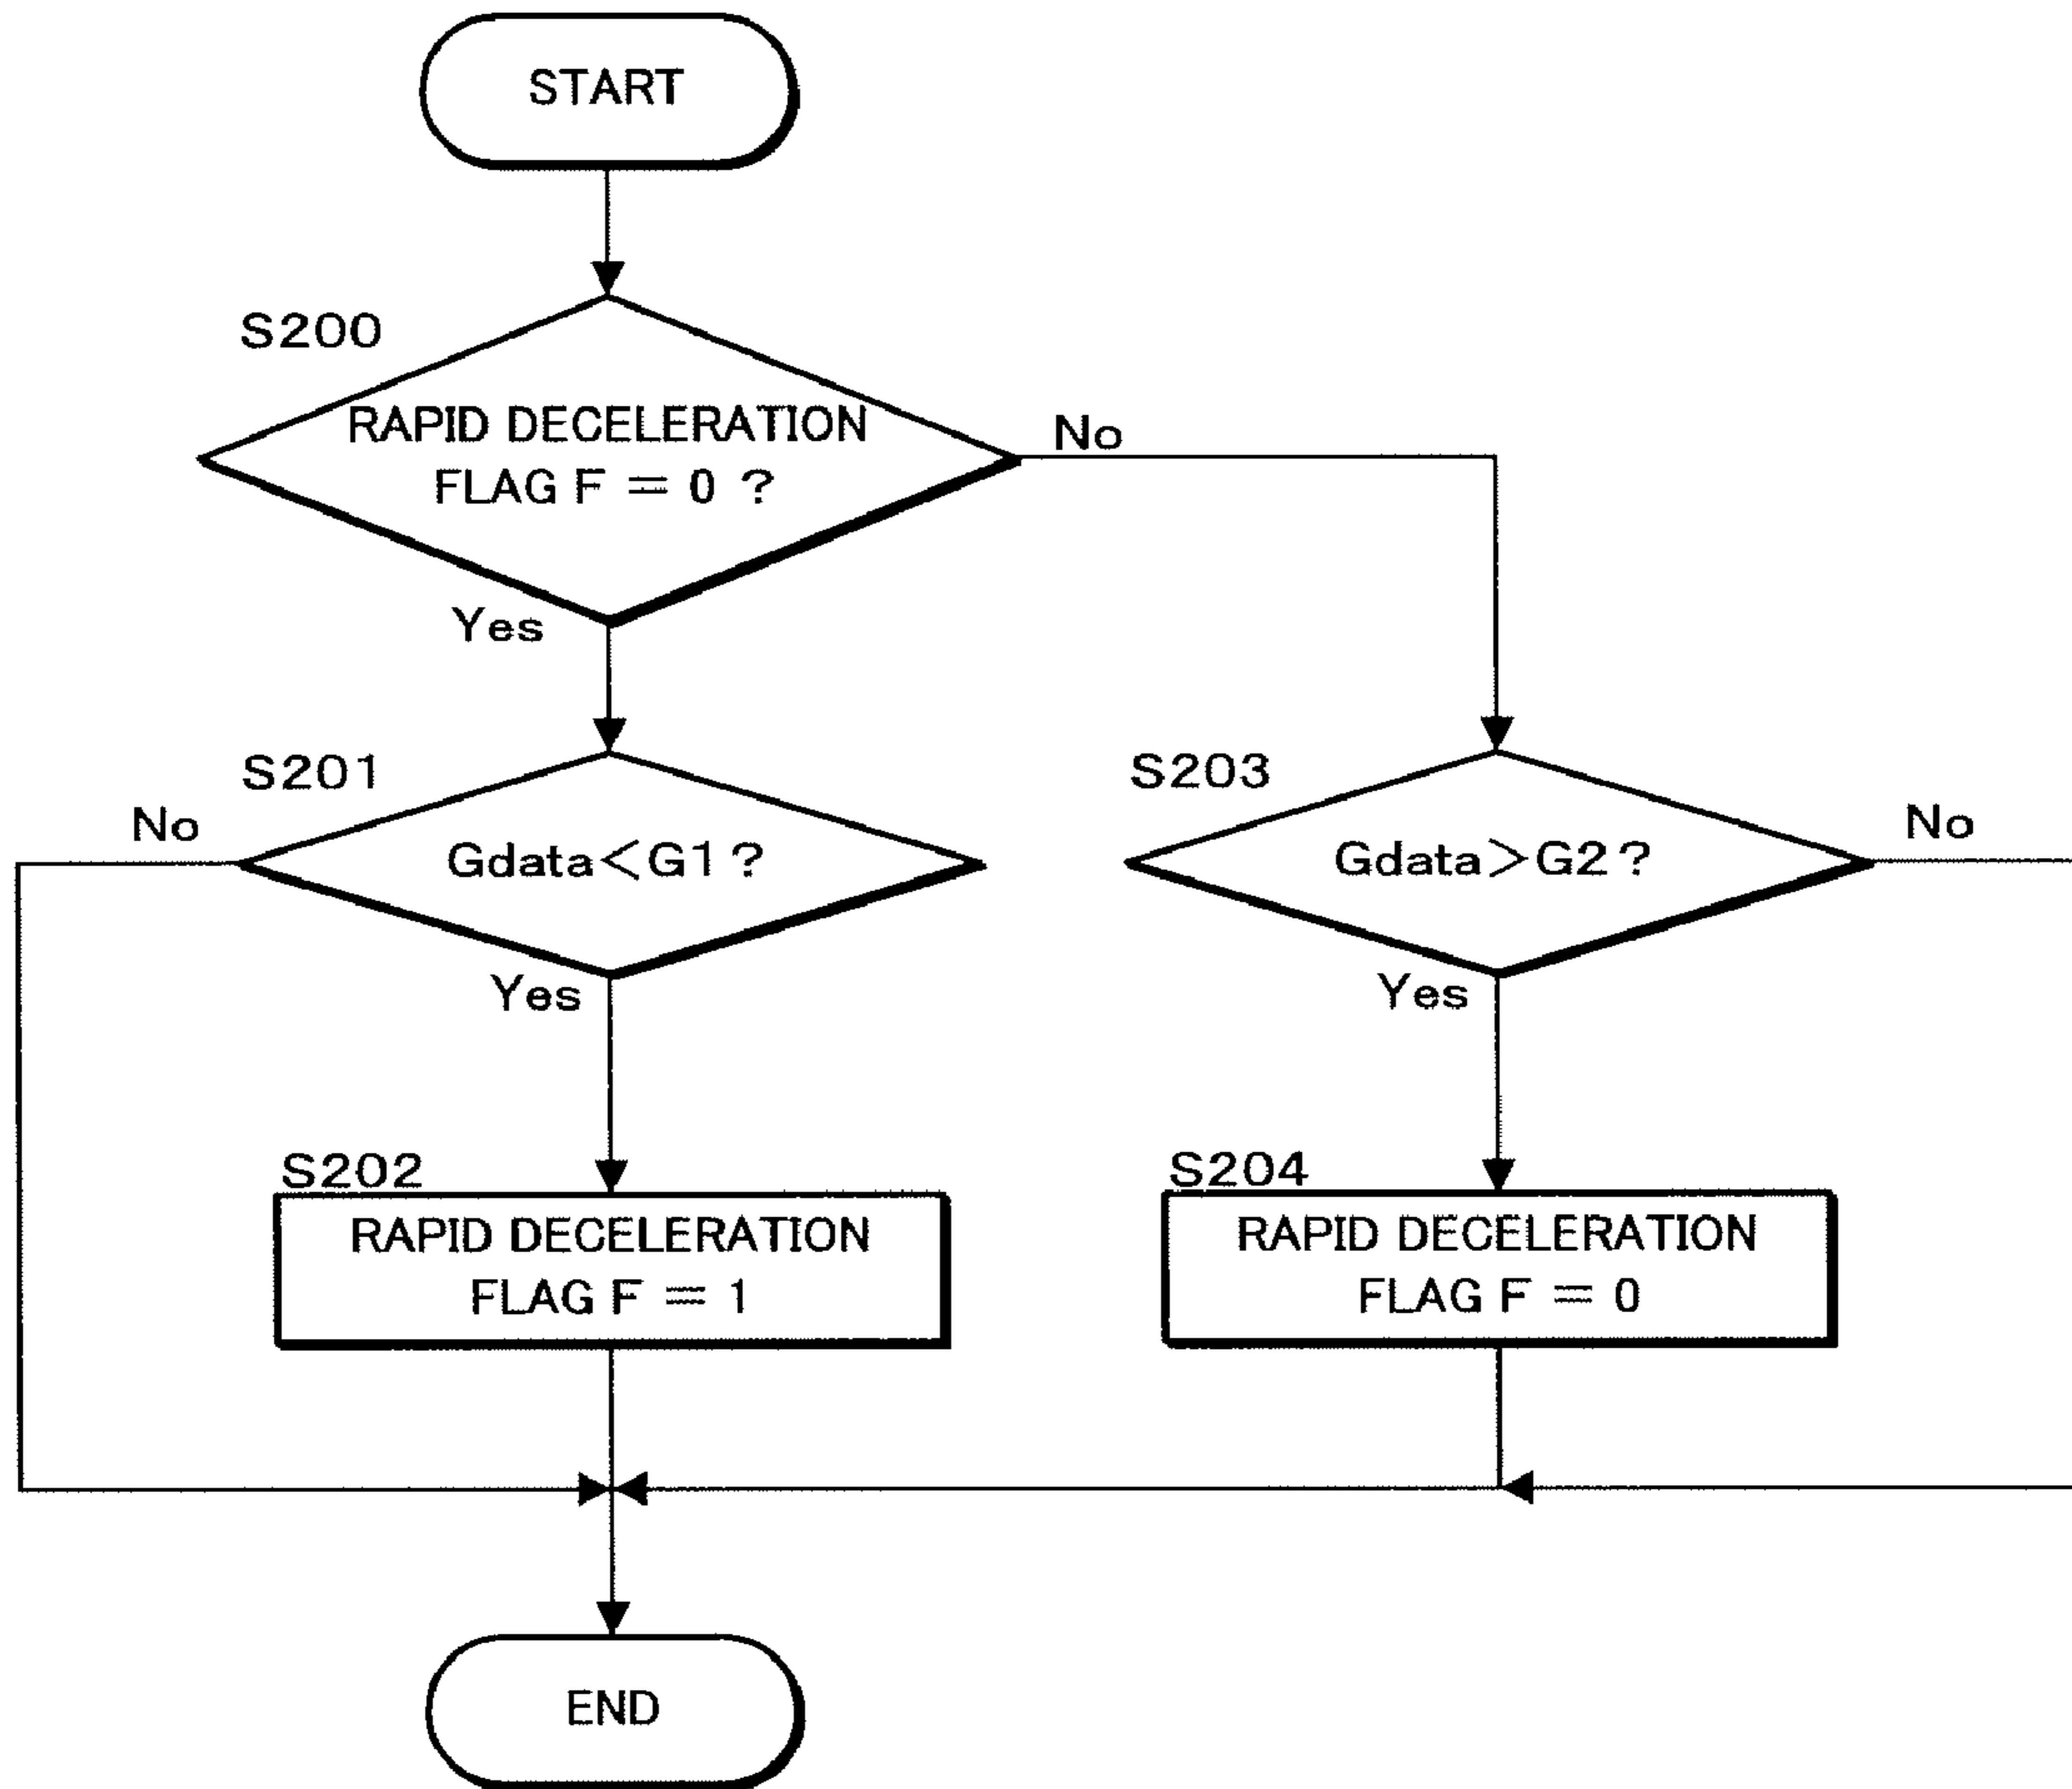 START
S200
RAPID DECELERATION
FLAG F = 0 ?
No
Yes
S201
No
Gdata<G1?
Yes
S203
No
Gdata>G2?
Yes
S202
RAPID DECELERATION
FLAG F = 1
S204
RAPID DECELERATION
FLAG F = 0
END